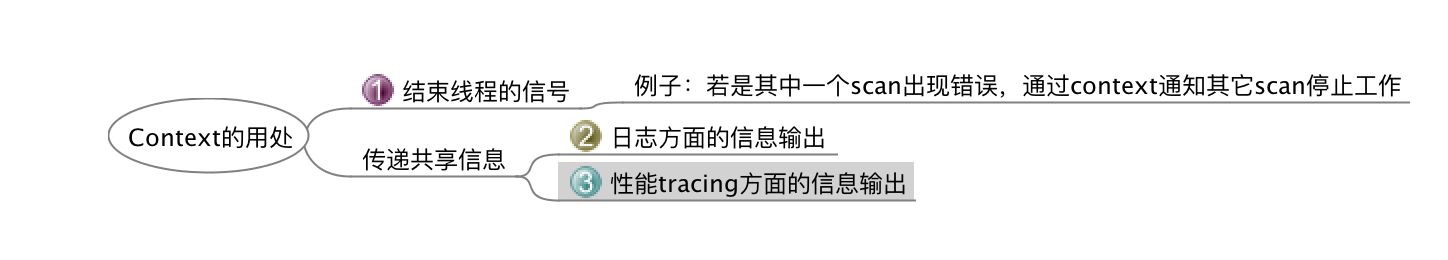 Context的用处
1 结束线程的信号
例子：若是其中一个scan出现错误，通过context通知其它scan停止工作
传递共享信息
2 日志方面的信息输出
3 性能tracing方面的信息输出